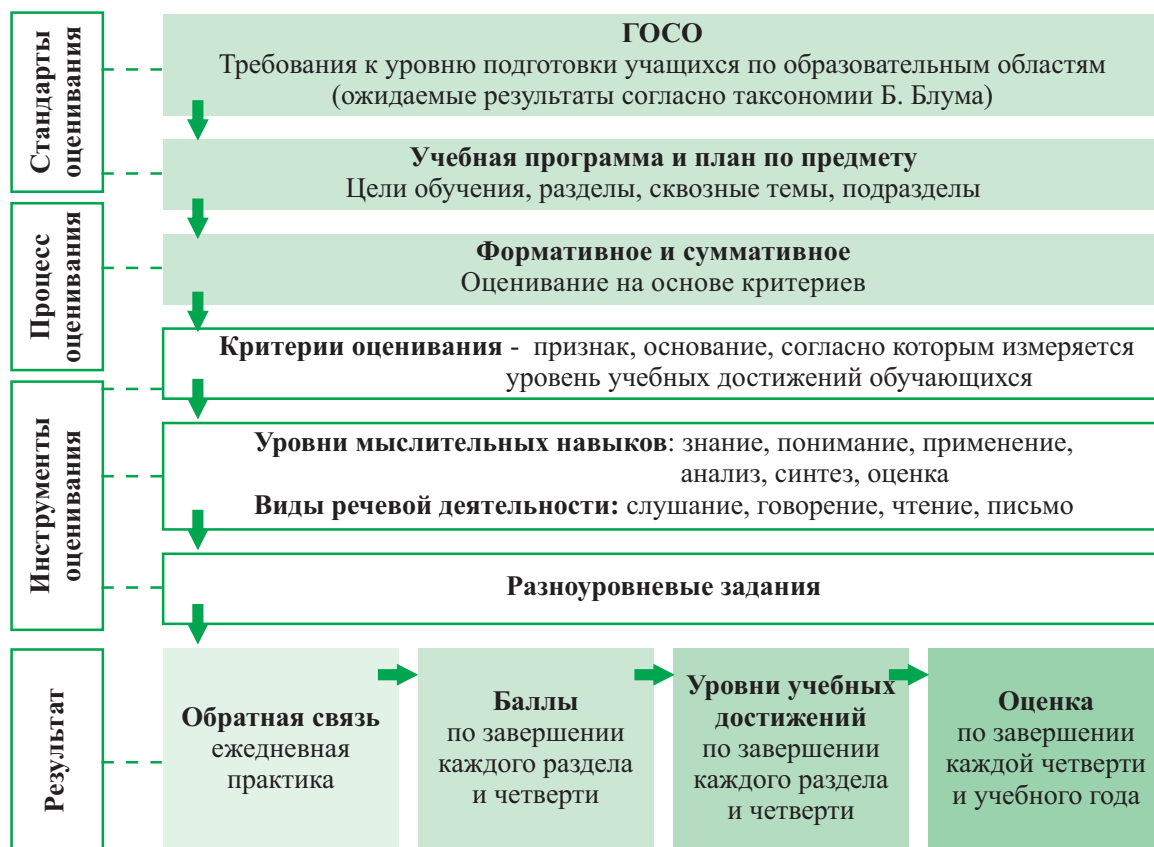 Стандарты
оценивания
ГОСО
Требования к уровню подготовки учащихся по образовательным областям
(ожидаемые результаты согласно таксономии Б. Блума)
Учебная программа и план по предмету
Цели обучения, разделы, сквозные темы, подразделы
Процесс
оценивания
Формативное и суммативное
Оценивание на основе критериев
Критерии оценивания - признак, основание, согласно которым измеряется
уровень учебных достижений обучающихся
Инструменты
оценивания
Уровни мыслительных навыков: знание, понимание, применение,
анализ, синтез, оценка
Виды речевой деятельности: слушание, говорение, чтение, письмо
Разноуровневые задания
Результат
Обратная связь
ежедневная
практика
Баллы
по завершении
каждого раздела
и четверти
Уровни учебных
достижений
по завершении
каждого раздела
и четверти
Оценка
по завершении
каждой четверти
и учебного года